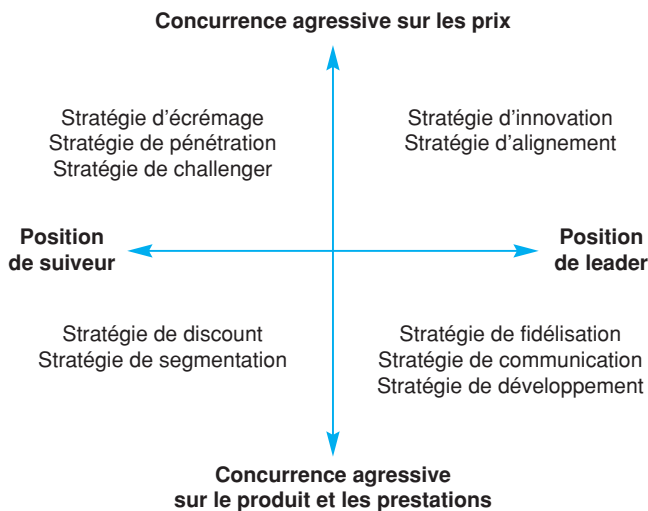 Concurrence agressive sur les prix
Stratégie d'écrémage
Stratégie de pénétration
Stratégie de challenger
Stratégie d'innovation
Stratégie d'alignement
Position
de suiveur
Position
de leader
Stratégie de discount
Stratégie de segmentation
Stratégie de fidélisation
Stratégie de communication
Stratégie de développement
Concurrence agressive
sur le produit et les prestations